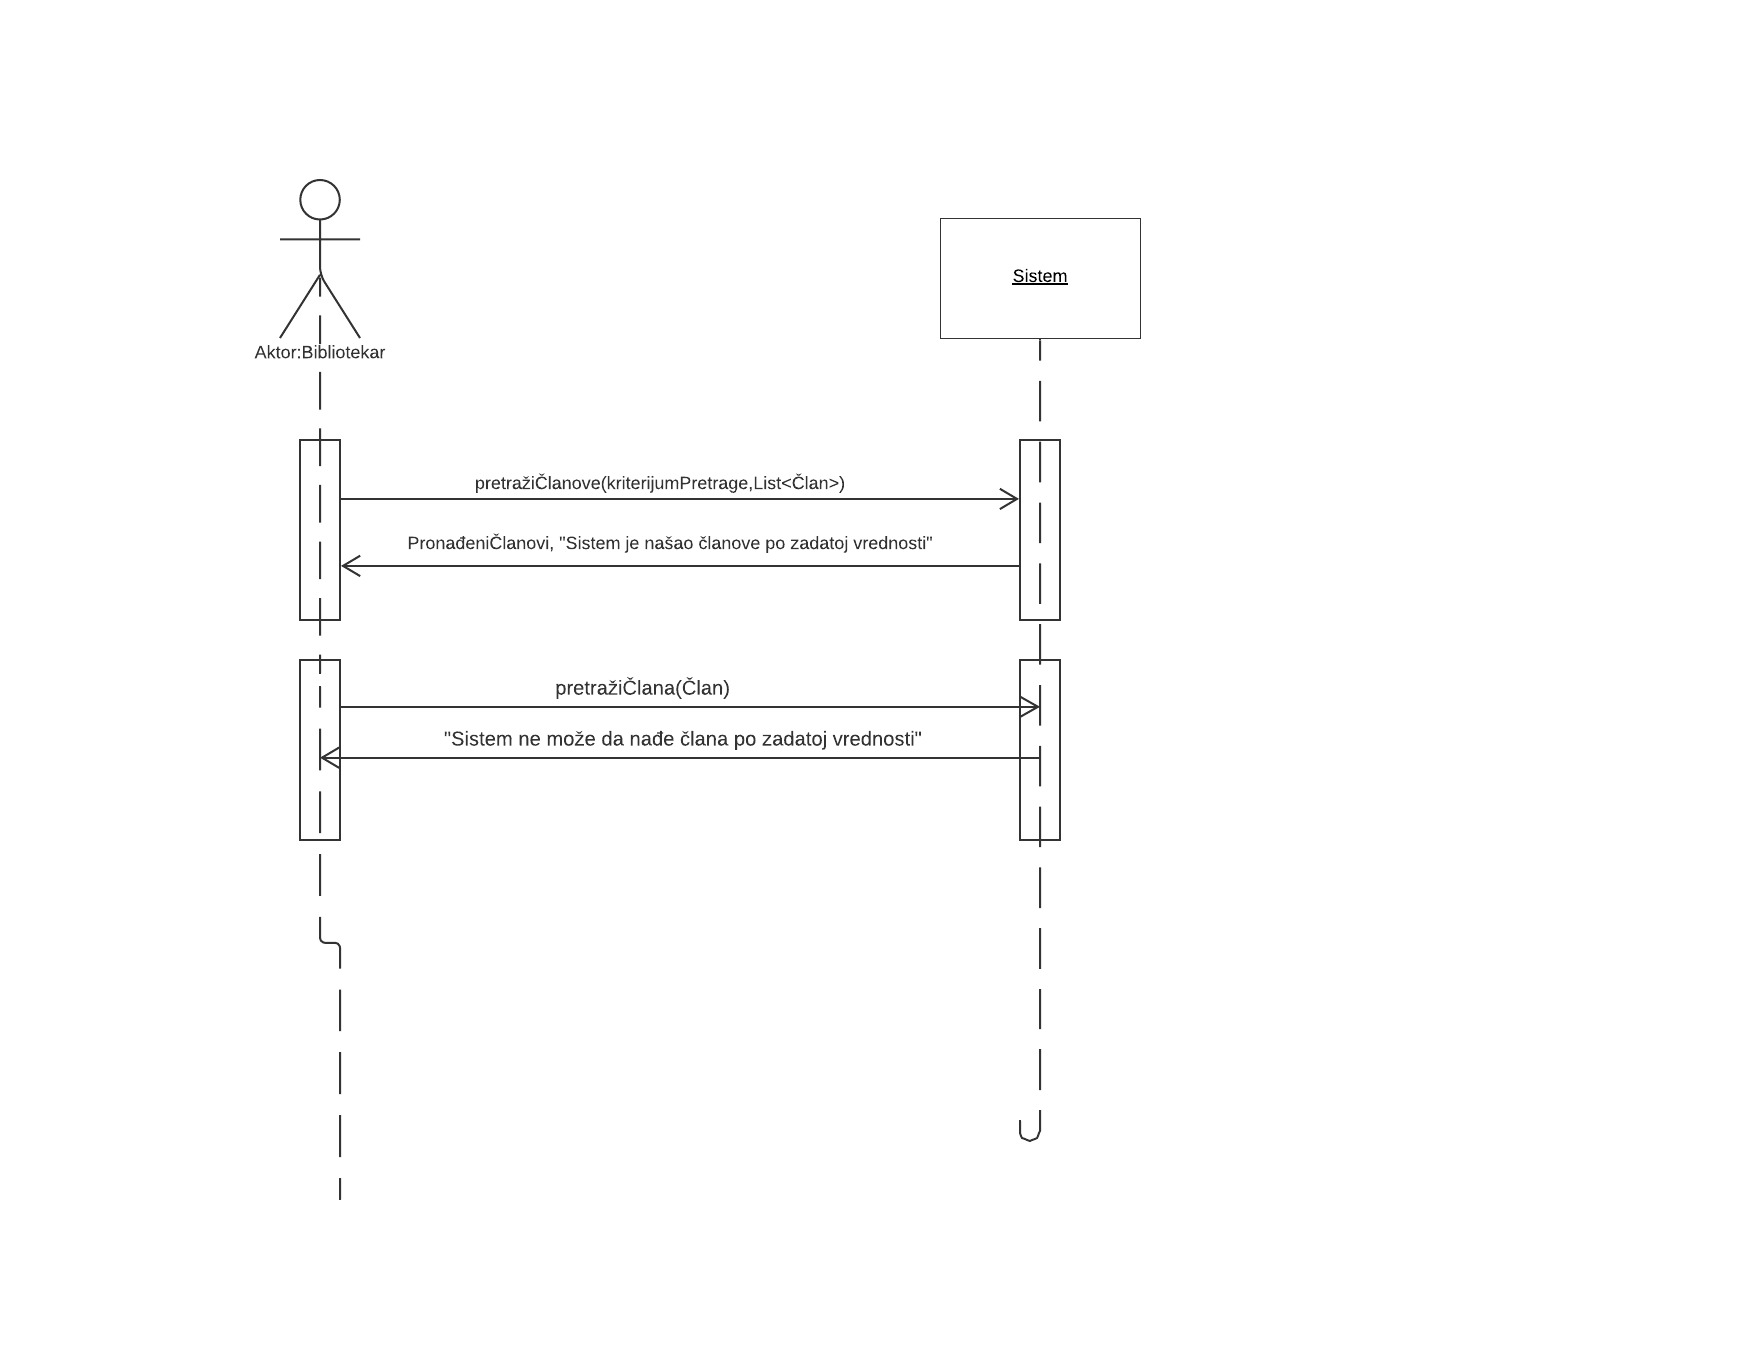 Sistem
Aktor:Bibliotekar
pretražiČlanove(kriterijumPretrage,List<Član>)
PronađeniČlanovi, "Sistem je našao članove po zadatoj vrednosti"
pretražiČlana(Član)
"Sistem ne može da nađe člana po zadatoj vrednosti"